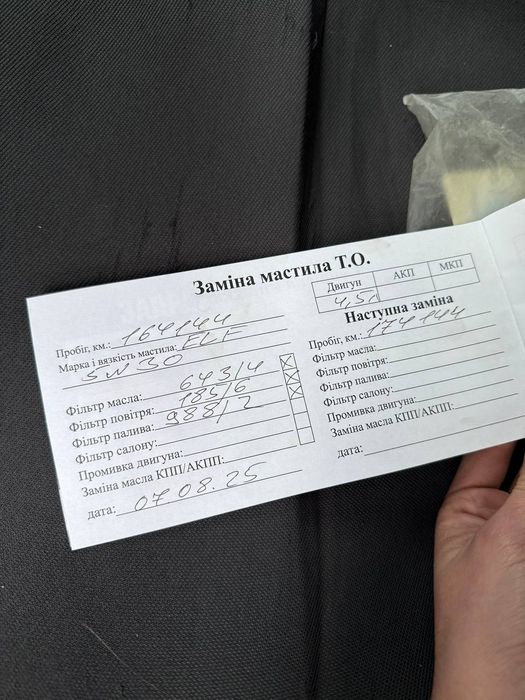 Заміна мастила Т.О.
Двигун АКП МКП
4,5л
Пробіг, км.: 164144
Марка і вязкість мастила: ELF
5W30
Фільтр масла: 643/4
Фільтр повітря: 185/6
Фільтр палива: 988/2
Фільтр салону:
Промивка двигуна:
Заміна масла КПП/АКПП:
дата: 07.08.25
Наступна заміна
Пробіг, км.: 174144
Фільтр масла:
Фільтр повітря:
Фільтр палива:
Фільтр салону:
Промивка двигуна:
Заміна масла КПП/АКПП:
дата: